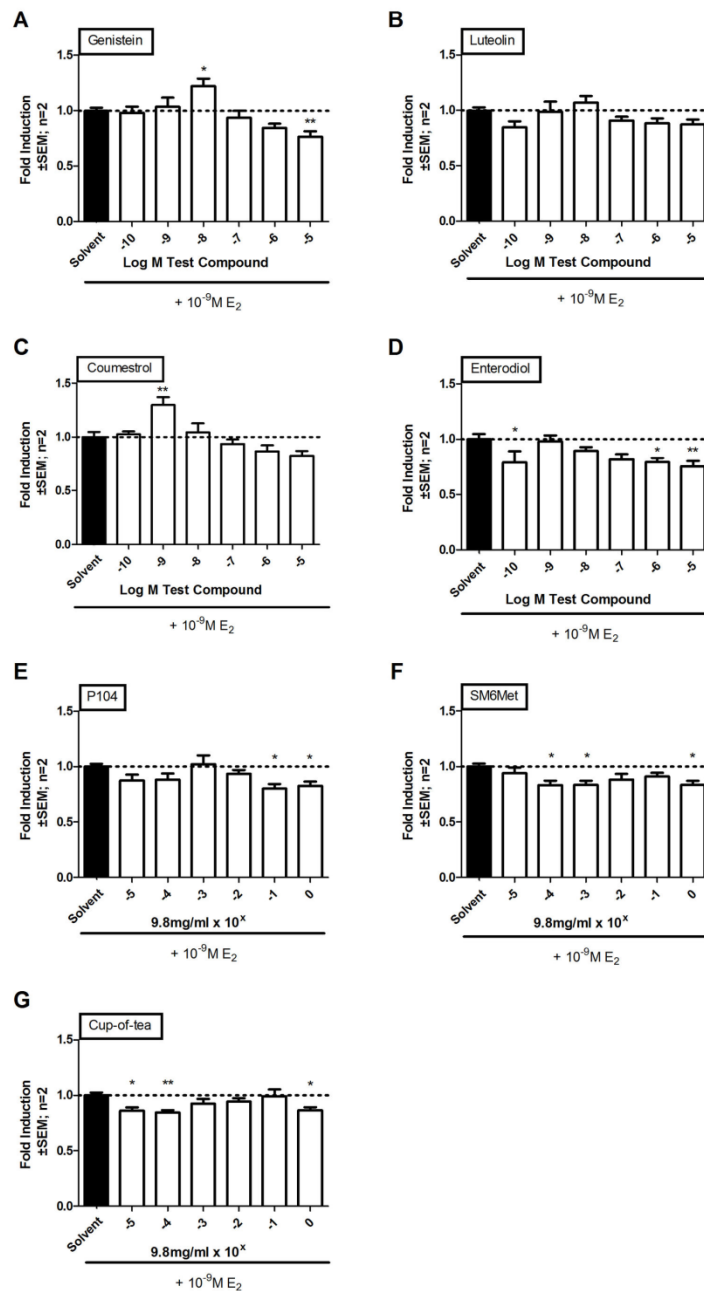 A
Genistein
Fold Induction
±SEM; n=2
1.5
1.0
0.5
0.0
*
**
Solvent
-10
-9
-8
-7
-6
-5
Log M Test Compound
+ 10⁻⁹M E₂
B
Luteolin
Fold Induction
±SEM; n=2
1.5
1.0
0.5
0.0
Solvent
-10
-9
-8
-7
-6
-5
Log M Test Compound
+ 10⁻⁹M E₂
C
Coumestrol
Fold Induction
±SEM; n=2
1.5
1.0
0.5
0.0
**
Solvent
-10
-9
-8
-7
-6
-5
Log M Test Compound
+ 10⁻⁹M E₂
D
Enterodiol
Fold Induction
±SEM; n=2
1.5
1.0
0.5
0.0
*
*
**
Solvent
-10
-9
-8
-7
-6
-5
Log M Test Compound
+ 10⁻⁹M E₂
E
P104
Fold Induction
±SEM; n=2
1.5
1.0
0.5
0.0
*
*
Solvent
-5
-4
-3
-2
-1
0
9.8mg/ml x 10ˣ
+ 10⁻⁹M E₂
F
SM6Met
Fold Induction
±SEM; n=2
1.5
1.0
0.5
0.0
*
*
*
Solvent
-5
-4
-3
-2
-1
0
9.8mg/ml x 10ˣ
+ 10⁻⁹M E₂
G
Cup-of-tea
Fold Induction
±SEM; n=2
1.5
1.0
0.5
0.0
*
**
*
Solvent
-5
-4
-3
-2
-1
0
9.8mg/ml x 10ˣ
+ 10⁻⁹M E₂